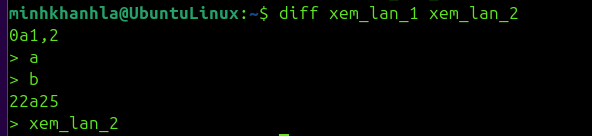 minhkhanhla@UbuntuLinux:~$ diff xem_lan_1 xem_lan_2
0a1,2
> a
> b
22a25
> xem_lan_2